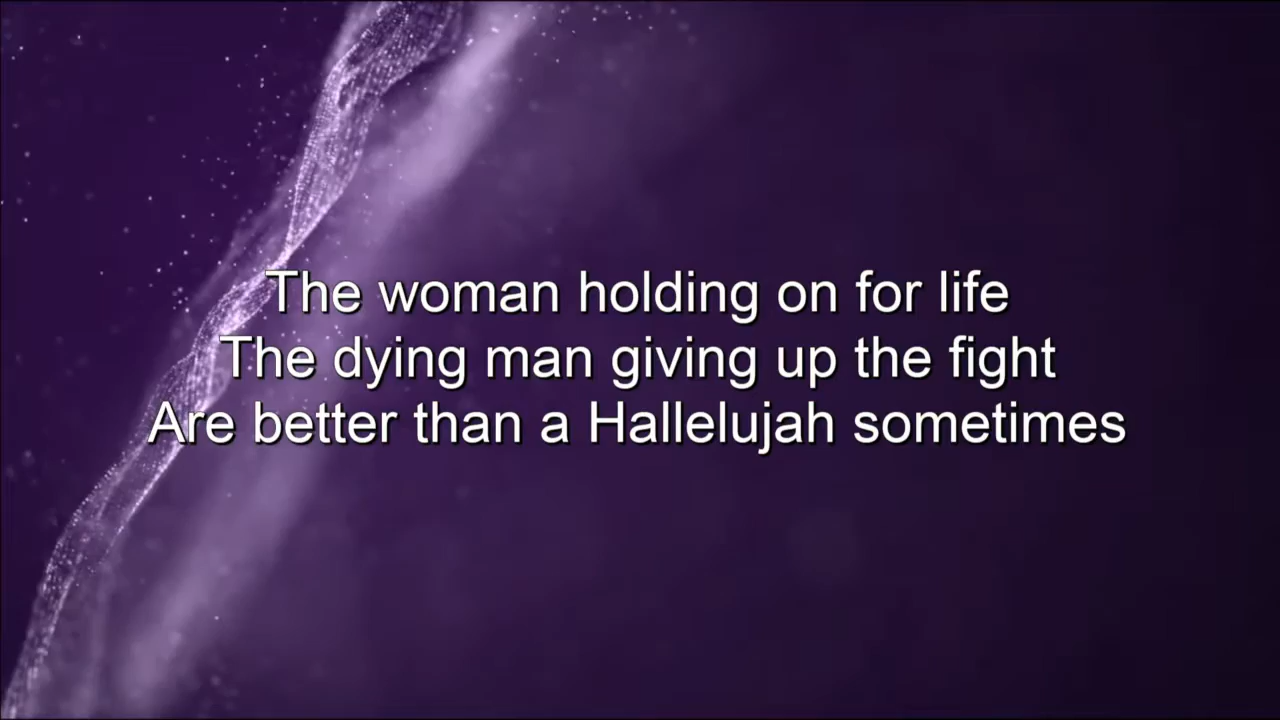 The woman holding on for life
The dying man giving up the fight
Are better than a Hallelujah sometimes